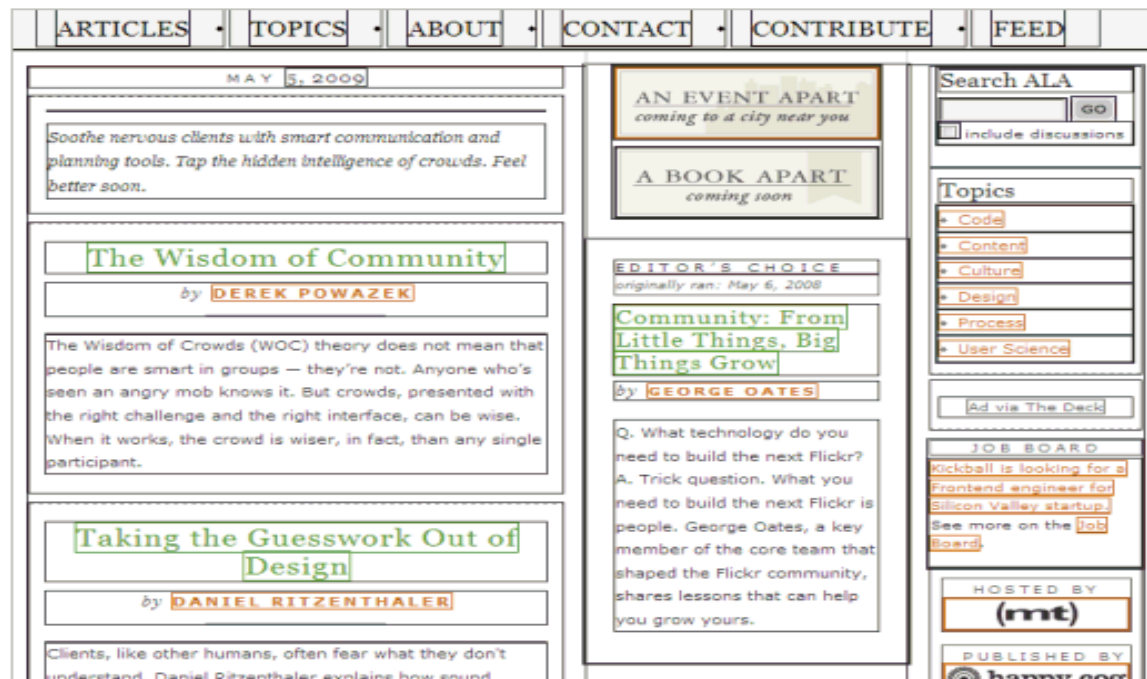 ARTICLES • TOPICS • ABOUT • CONTACT • CONTRIBUTE • FEED
MAY 5, 2009
Soothe nervous clients with smart communication and
planning tools. Tap the hidden intelligence of crowds. Feel
better soon.
The Wisdom of Community
by DEREK POWAZEK
The Wisdom of Crowds (WOC) theory does not mean that
people are smart in groups — they're not. Anyone who's
seen an angry mob knows it. But crowds, presented with
the right challenge and the right interface, can be wise.
When it works, the crowd is wiser, in fact, than any single
participant.
Taking the Guesswork Out of
Design
by DANIEL RITZENTHALER
Clients, like other humans, often fear what they don't
understand. Daniel Ritzenthaler explains how sound
AN EVENT APART
coming to a city near you
A BOOK APART
coming soon
EDITOR'S CHOICE
originally ran: May 6, 2008
Community: From
Little Things, Big
Things Grow
by GEORGE OATES
Q. What technology do you
need to build the next Flickr?
A. Trick question. What you
need to build the next Flickr is
people. George Oates, a key
member of the core team that
shaped the Flickr community,
shares lessons that can help
you grow yours.
Search ALA
GO
include discussions
Topics
• Code
• Content
• Culture
• Design
• Process
• User Science
Ad via The Deck
JOB BOARD
Kickball is looking for a
Frontend engineer for
Silicon Valley startup.
See more on the Job
Board.
HOSTED BY
(mt)
PUBLISHED BY
happy cog